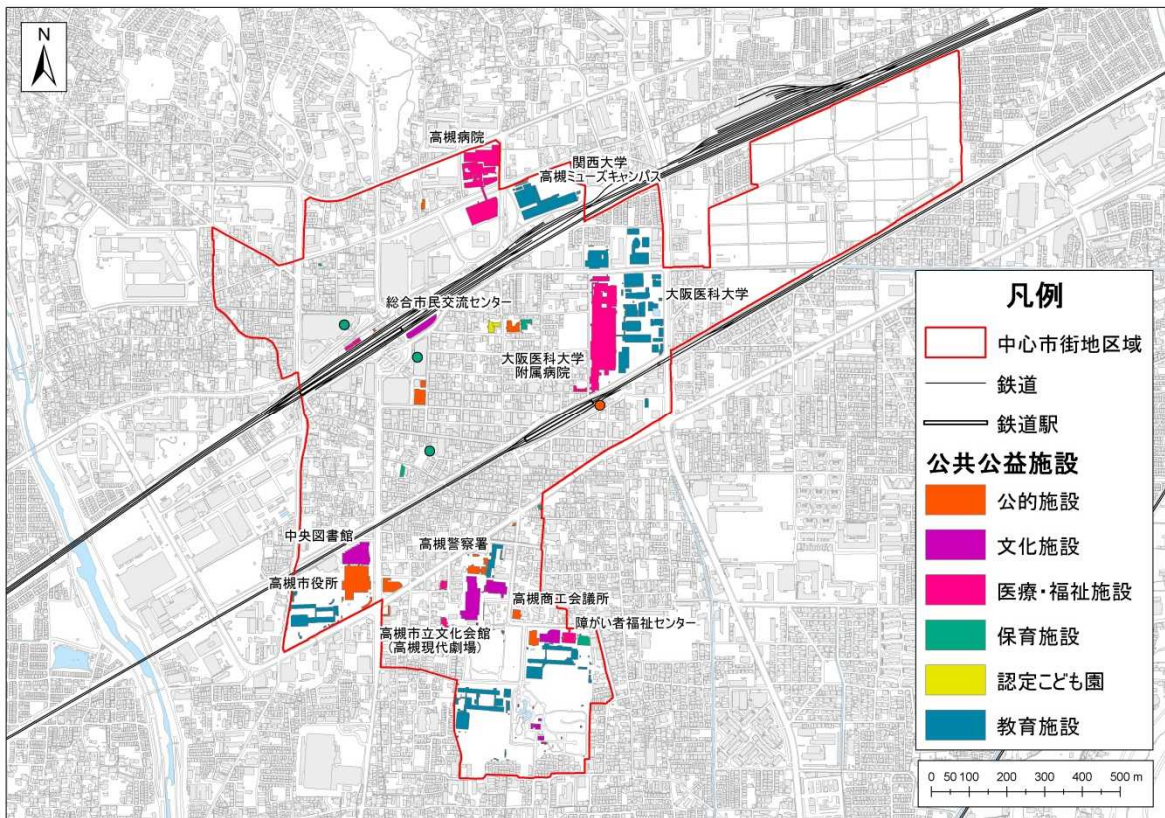 N
高槻病院
関西大学
高槻ミューズキャンパス
総合市民交流センター
大阪医科大学
大阪医科大学
附属病院
中央図書館
高槻警察署
高槻市役所
高槻商工会議所
高槻市立文化会館
(高槻現代劇場)
障がい者福祉センター
凡例
中心市街地区域
鉄道
鉄道駅
公共公益施設
公的施設
文化施設
医療・福祉施設
保育施設
認定こども園
教育施設
0 50 100 200 300 400 500 m